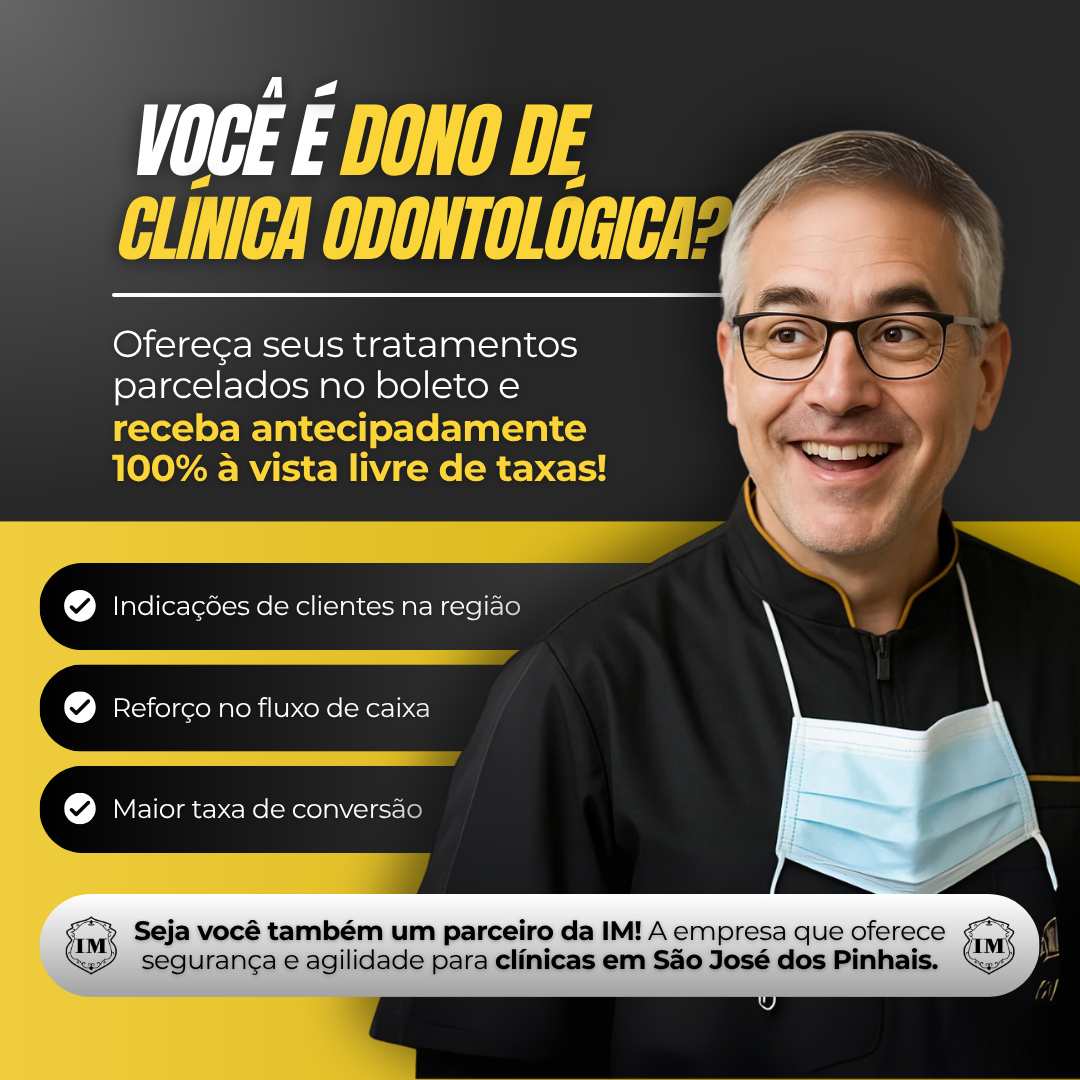 VOCÊ É DONO DE
CLÍNICA ODONTOLÓGICA?
Ofereça seus tratamentos
parcelados no boleto e
receba antecipadamente
100% à vista livre de taxas!
Indicações de clientes na região
Reforço no fluxo de caixa
Maior taxa de conversão
IM
Seja você também um parceiro da IM! A empresa que oferece
segurança e agilidade para clínicas em São José dos Pinhais.
IM